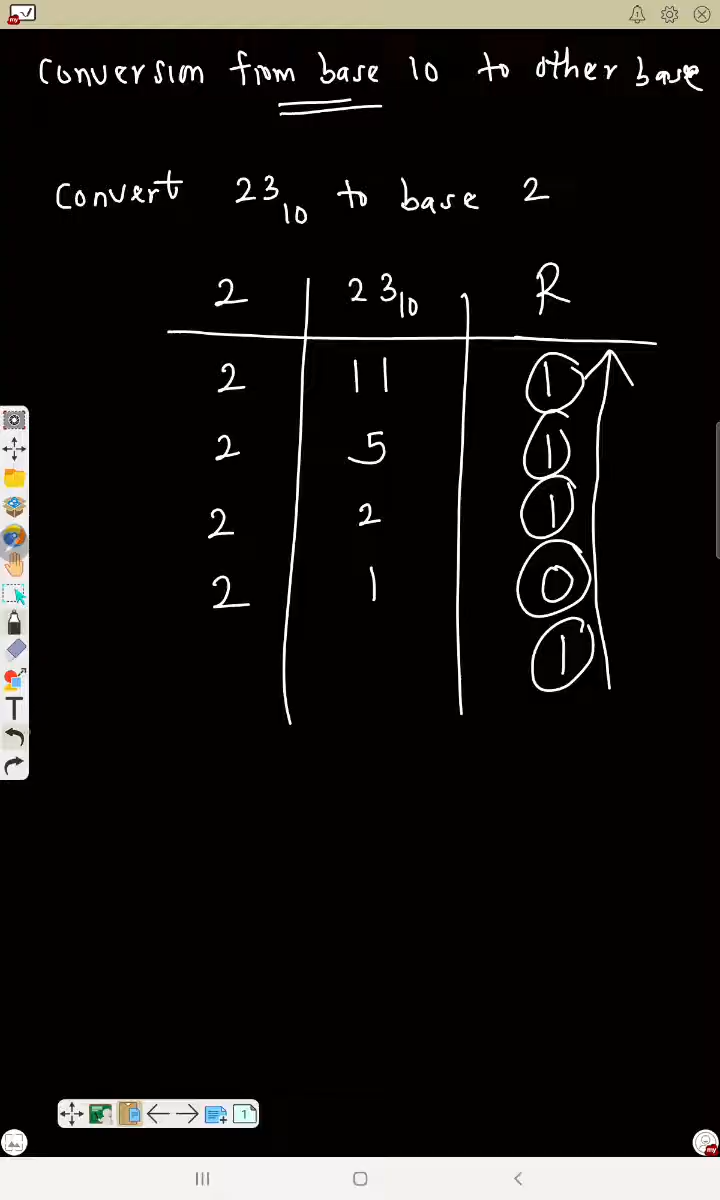 Conversion from base 10 to other base
Convert 23₁₀ to base 2
2 23₁₀ R
2 11 1
2 5 1
2 2 1
2 1 0
1
T
1